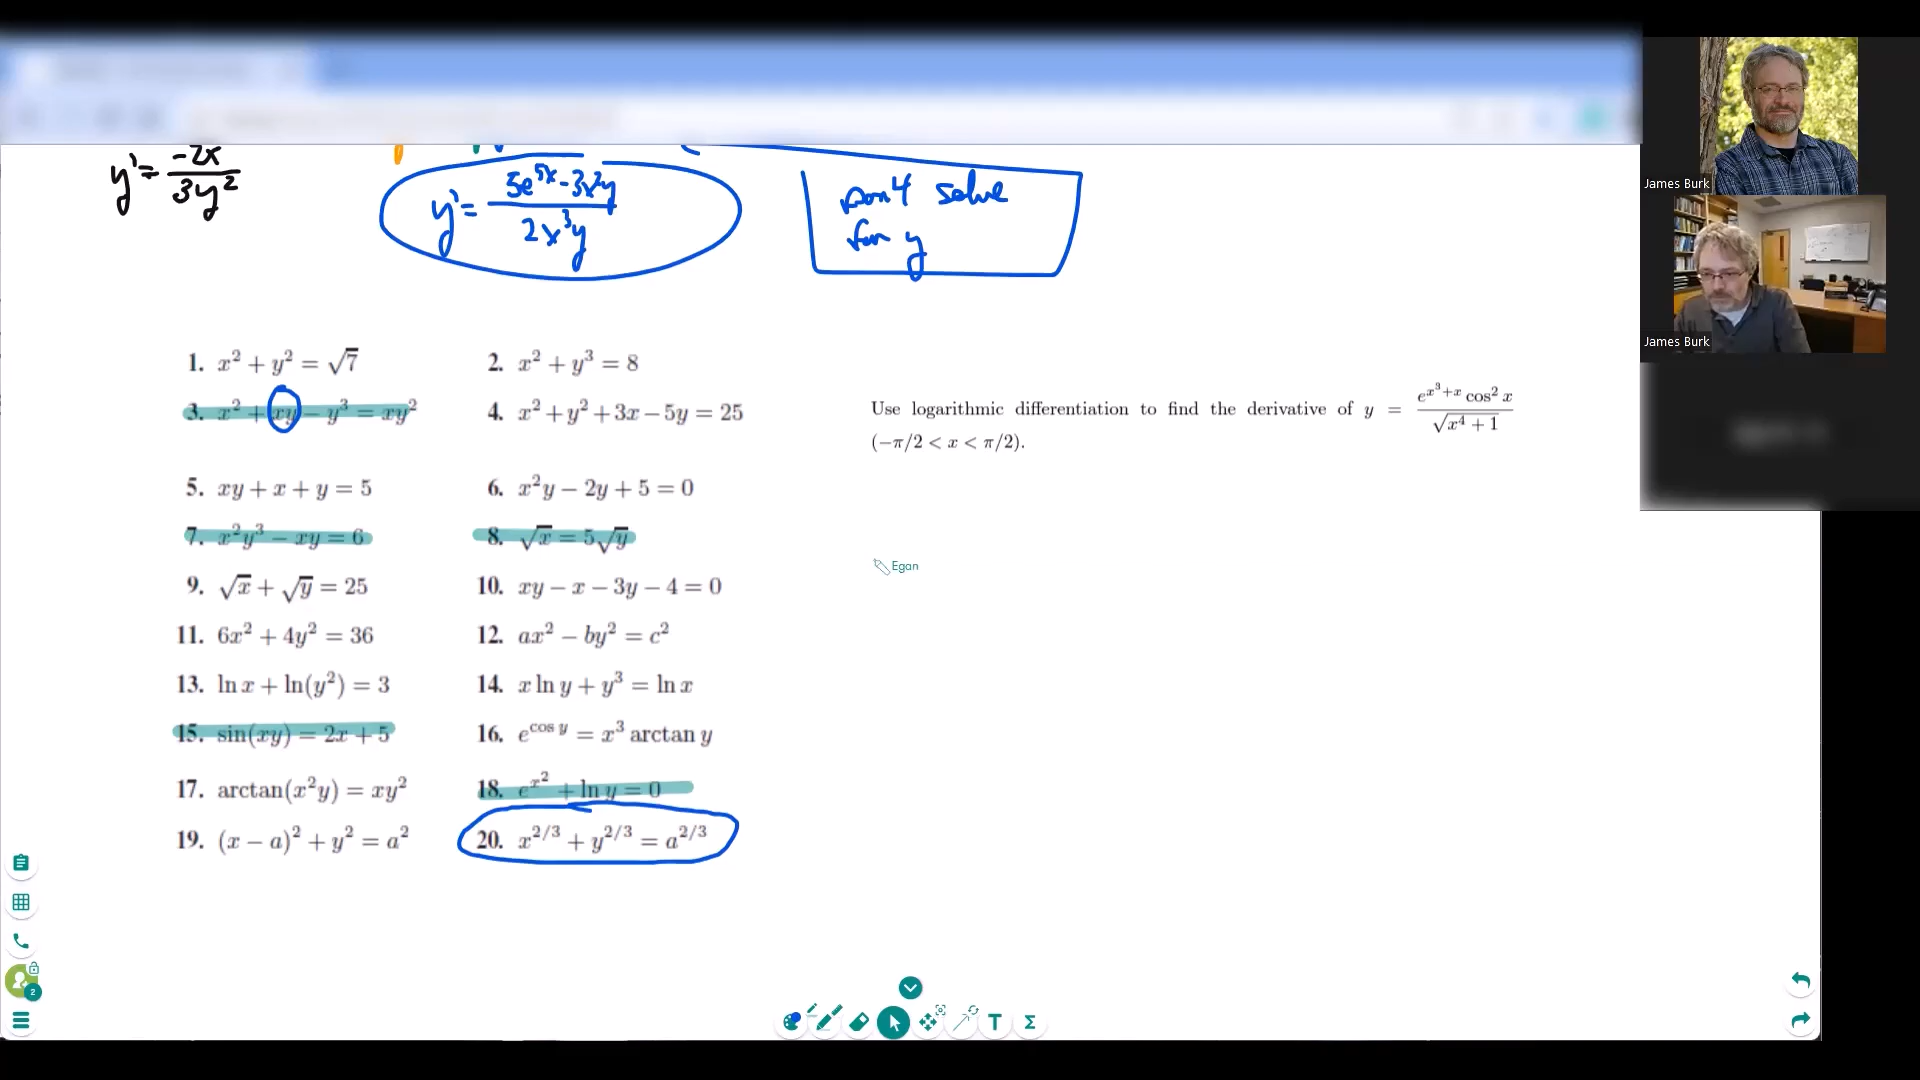 y' = -2x / 3y²
y' = 5e^{5x} - 3x²y / 2x³y
Don't solve
for y
1. x² + y² = √7
2. x² + y³ = 8
3. x² + xy - y³ = xy²
4. x² + y² + 3x - 5y = 25
5. xy + x + y = 5
6. x²y - 2y + 5 = 0
7. x²y³ - xy = 6
8. √x = 5√y
9. √x + √y = 25
10. xy - x - 3y - 4 = 0
11. 6x² + 4y² = 36
12. ax² - by² = c²
13. ln x + ln(y²) = 3
14. x ln y + y³ = ln x
15. sin(xy) = 2x + 5
16. e^{cos y} = x³ arctan y
17. arctan(x²y) = xy²
18. e^{x²} + ln y = 0
19. (x - a)² + y² = a²
20. x^{2/3} + y^{2/3} = a^{2/3}
Use logarithmic differentiation to find the derivative of y = e^{x³+x} cos² x / √(x⁴ + 1)
(-π/2 < x < π/2).
Egan
James Burk
James Burk
2
T
Σ